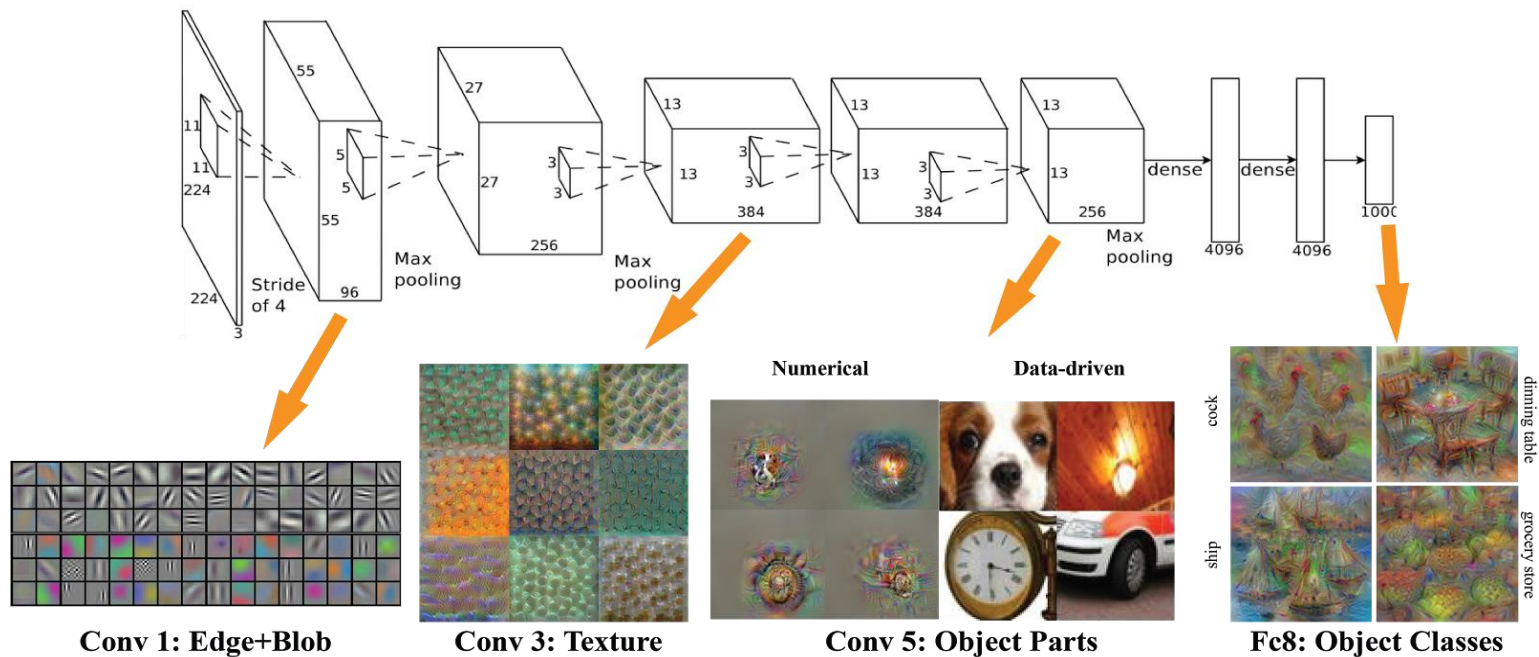 11
11
224
224
3
Stride
of 4
55
55
5
5
96
Max
pooling
27
27
3
3
256
Max
pooling
13
13
3
3
384
13
13
3
3
384
13
13
256
Max
pooling
dense
4096
dense
4096
1000
Numerical
Data-driven
cock
ship
dinning table
grocery store
Conv 1: Edge+Blob
Conv 3: Texture
Conv 5: Object Parts
Fc8: Object Classes